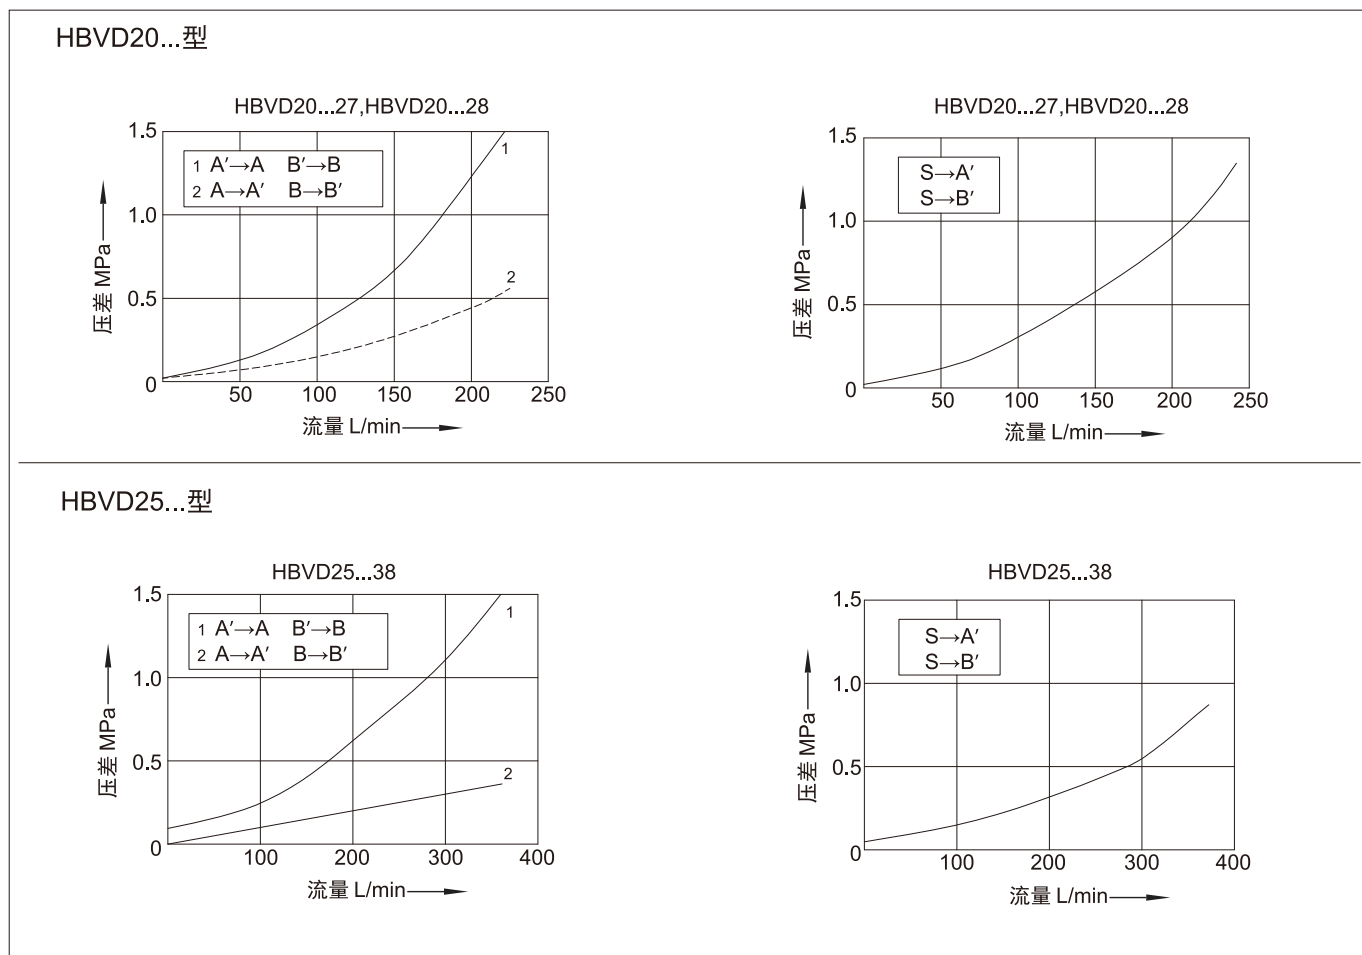 HBVD20...型
HBVD20...27,HBVD20...28
1.5
1.0
0.5
0
50 100 150 200 250
压差 MPa
流量 L/min
1 A′→A B′→B
2 A→A′ B→B′
1
2
HBVD20...27,HBVD20...28
1.5
1.0
0.5
0
50 100 150 200 250
压差 MPa
流量 L/min
S→A′
S→B′
HBVD25...型
HBVD25...38
1.5
1.0
0.5
0
100 200 300 400
压差 MPa
流量 L/min
1 A′→A B′→B
2 A→A′ B→B′
1
2
HBVD25...38
1.5
1.0
0.5
0
100 200 300 400
压差 MPa
流量 L/min
S→A′
S→B′